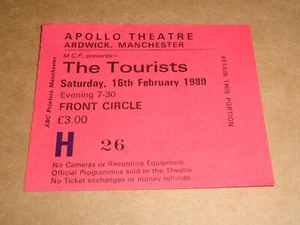 APOLLO THEATRE
ARDWICK, MANCHESTER
M.C.P. presents—
The Tourists
Saturday, 16th February 1980
Evening 7-30
FRONT CIRCLE
£3.00
H 26
No Cameras or Recording Equipment.
Official Programmes sold in the Theatre
No Ticket exchanges or money refunds.
ABC Printers Manchester
RETAIN THIS PORTION